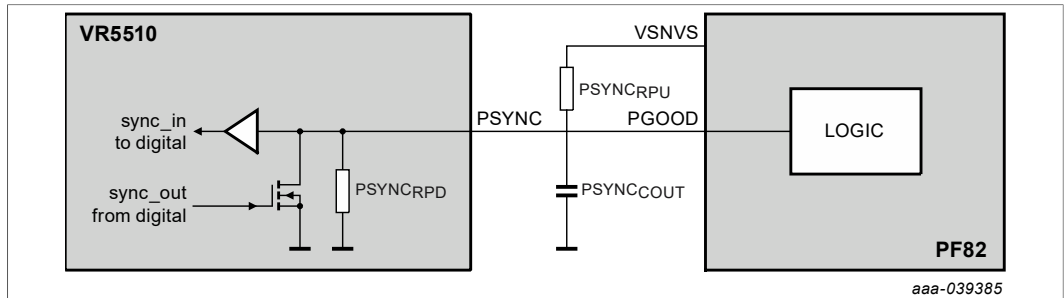 VR5510
VSNVS
PSYNCRPU
PSYNC
PGOOD
LOGIC
sync_in
to digital
sync_out
from digital
PSYNCRPD
PSYNCCOUT
PF82
aaa-039385